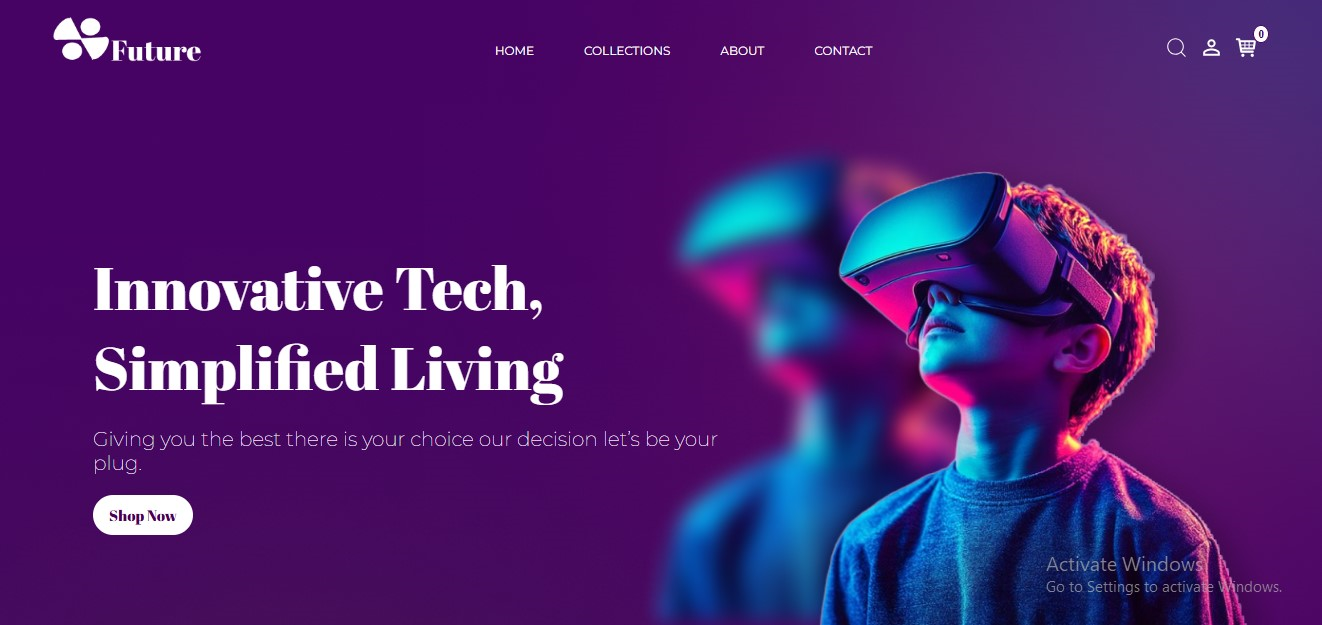 Future
HOME COLLECTIONS ABOUT CONTACT
0
Innovative Tech,
Simplified Living
Giving you the best there is your choice our decision let's be your
plug.
Shop Now
Activate Windows
Go to Settings to activate Windows.